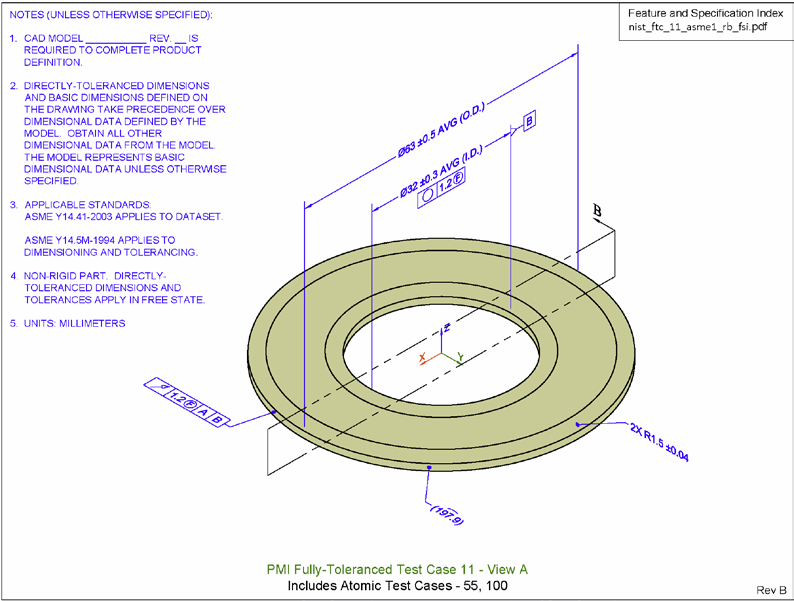 NOTES (UNLESS OTHERWISE SPECIFIED):
1. CAD MODEL ___________ REV. __ IS
REQUIRED TO COMPLETE PRODUCT
DEFINITION.
2. DIRECTLY-TOLERANCED DIMENSIONS
AND BASIC DIMENSIONS DEFINED ON
THE DRAWING TAKE PRECEDENCE OVER
DIMENSIONAL DATA DEFINED BY THE
MODEL. OBTAIN ALL OTHER
DIMENSIONAL DATA FROM THE MODEL.
THE MODEL REPRESENTS BASIC
DIMENSIONAL DATA UNLESS OTHERWISE
SPECIFIED.
3. APPLICABLE STANDARDS:
ASME Y14.41-2003 APPLIES TO DATASET.
ASME Y14.5M-1994 APPLIES TO
DIMENSIONING AND TOLERANCING.
4. NON-RIGID PART. DIRECTLY-
TOLERANCED DIMENSIONS AND
TOLERANCES APPLY IN FREE STATE.
5. UNITS: MILLIMETERS
Feature and Specification Index
nist_ftc_11_asme1_rb_fsi.pdf
Ø63 ±0.5 AVG (O.D.)
B
Ø32 ±0.3 AVG (I.D.)
○ 1.2Ⓕ
B
Z
X Y
↗ 1.2Ⓕ A B
2X R1.5 ±0.04
(197.9)
PMI Fully-Toleranced Test Case 11 - View A
Includes Atomic Test Cases - 55, 100
Rev B